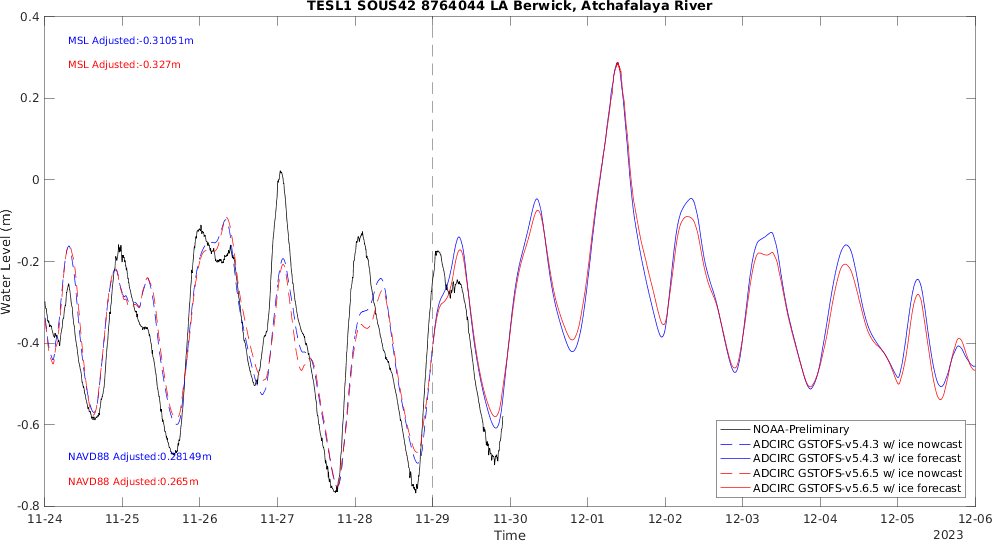 TESL1 SOUS42 8764044 LA Berwick, Atchafalaya River
MSL Adjusted:-0.31051m
MSL Adjusted:-0.327m
NAVD88 Adjusted:0.28149m
NAVD88 Adjusted:0.265m
Water Level (m)
0.4
0.2
0
-0.2
-0.4
-0.6
-0.8
NOAA-Preliminary
ADCIRC GSTOFS-v5.4.3 w/ ice nowcast
ADCIRC GSTOFS-v5.4.3 w/ ice forecast
ADCIRC GSTOFS-v5.6.5 w/ ice nowcast
ADCIRC GSTOFS-v5.6.5 w/ ice forecast
11-24 11-25 11-26 11-27 11-28 11-29 11-30 12-01 12-02 12-03 12-04 12-05 12-06
Time
2023